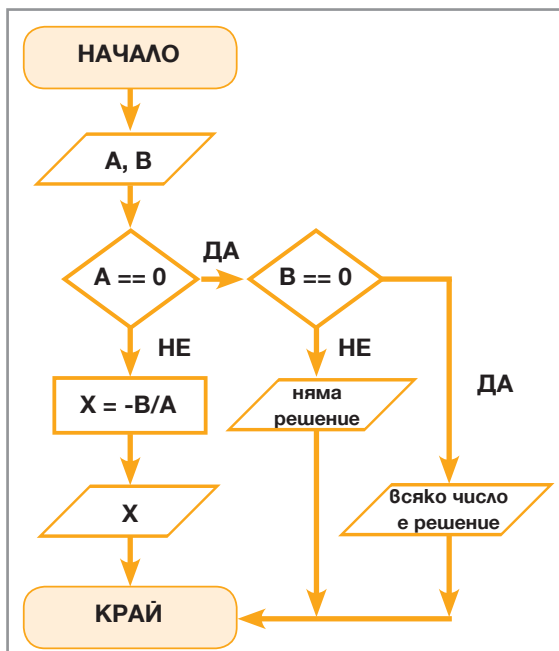 НАЧАЛО
A, B
ДА
A == 0
B == 0
НЕ
НЕ
ДА
X = -B/A
няма
решение
X
всяко число
е решение
КРАЙ